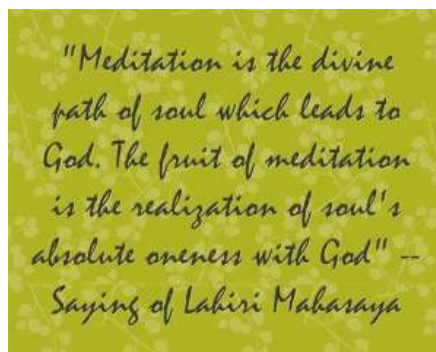 "Meditation is the divine
path of soul which leads to
God. The fruit of meditation
is the realization of soul's
absolute oneness with God" --
Saying of Lahiri Mahasaya